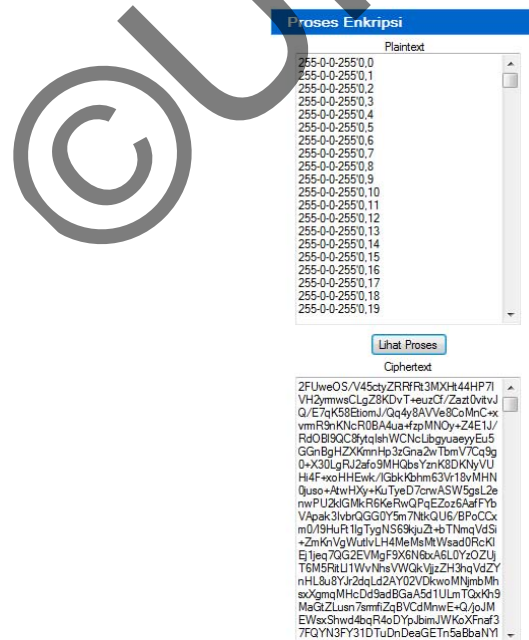 Proses Enkripsi
Plaintext
255-0-0-255'0,0
255-0-0-255'0,1
255-0-0-255'0,2
255-0-0-255'0,3
255-0-0-255'0,4
255-0-0-255'0,5
255-0-0-255'0,6
255-0-0-255'0,7
255-0-0-255'0,8
255-0-0-255'0,9
255-0-0-255'0,10
255-0-0-255'0,11
255-0-0-255'0,12
255-0-0-255'0,13
255-0-0-255'0,14
255-0-0-255'0,15
255-0-0-255'0,16
255-0-0-255'0,17
255-0-0-255'0,18
255-0-0-255'0,19
Lihat Proses
Ciphertext
2FUweOS/V45ctyZRRfRt3MXHt44HP7I
VH2yrmwsCLgZ8KDvT+euzCf/Zazt0vitvJ
Q/E7qK58EtiomJ/Qq4y8AVVe8CoMnC+x
vrmR9nKNcR0BA4ua+fzpMNOy+Z4E1J/
RdOBl9QC8fytqIshWCNcLibgyuaeyyEu5
GGnBgHZXKmnHp3zGna2wTbmV7Cq9g
0+X30LgRJ2afo9MHQbsYznK8DKNyVU
Hi4F+xoHHEwk/IGbkKbhm63Vr18vMHN
0juso+AtwHXy+KuTyeD7crwASW5gsL2e
nwPU2kIGMkR6KeRwQPqEZoz6AafFYb
VApak3IvbrQGG0Y5m7NtkQU6/BPoCCx
m0/I9HuFt1IgTygNS69kjuZt+bTNmqVdSi
+ZmKnVgWutlvLH4MeMsMtWsad0RcKI
Ej1jeq7QG2EVMgF9X6N6txA6L0YzOZUj
T6M5RitLl1WvNhsVWQkVjjzZH3hqVdZY
nHL8u8YJr2dqLd2AY02VDkwoMNjmbMh
sxXgmqMHcDd9adBGaA5d1ULmTQxKh9
MaGtZLusn7srmfiZqBVCdMnwE+Q/joJM
EWsxShwd4bqR4oDYpJbimJWKoXFnaf3
7FQYN3FY31DTuDnDeaGETn5aBbaNYl